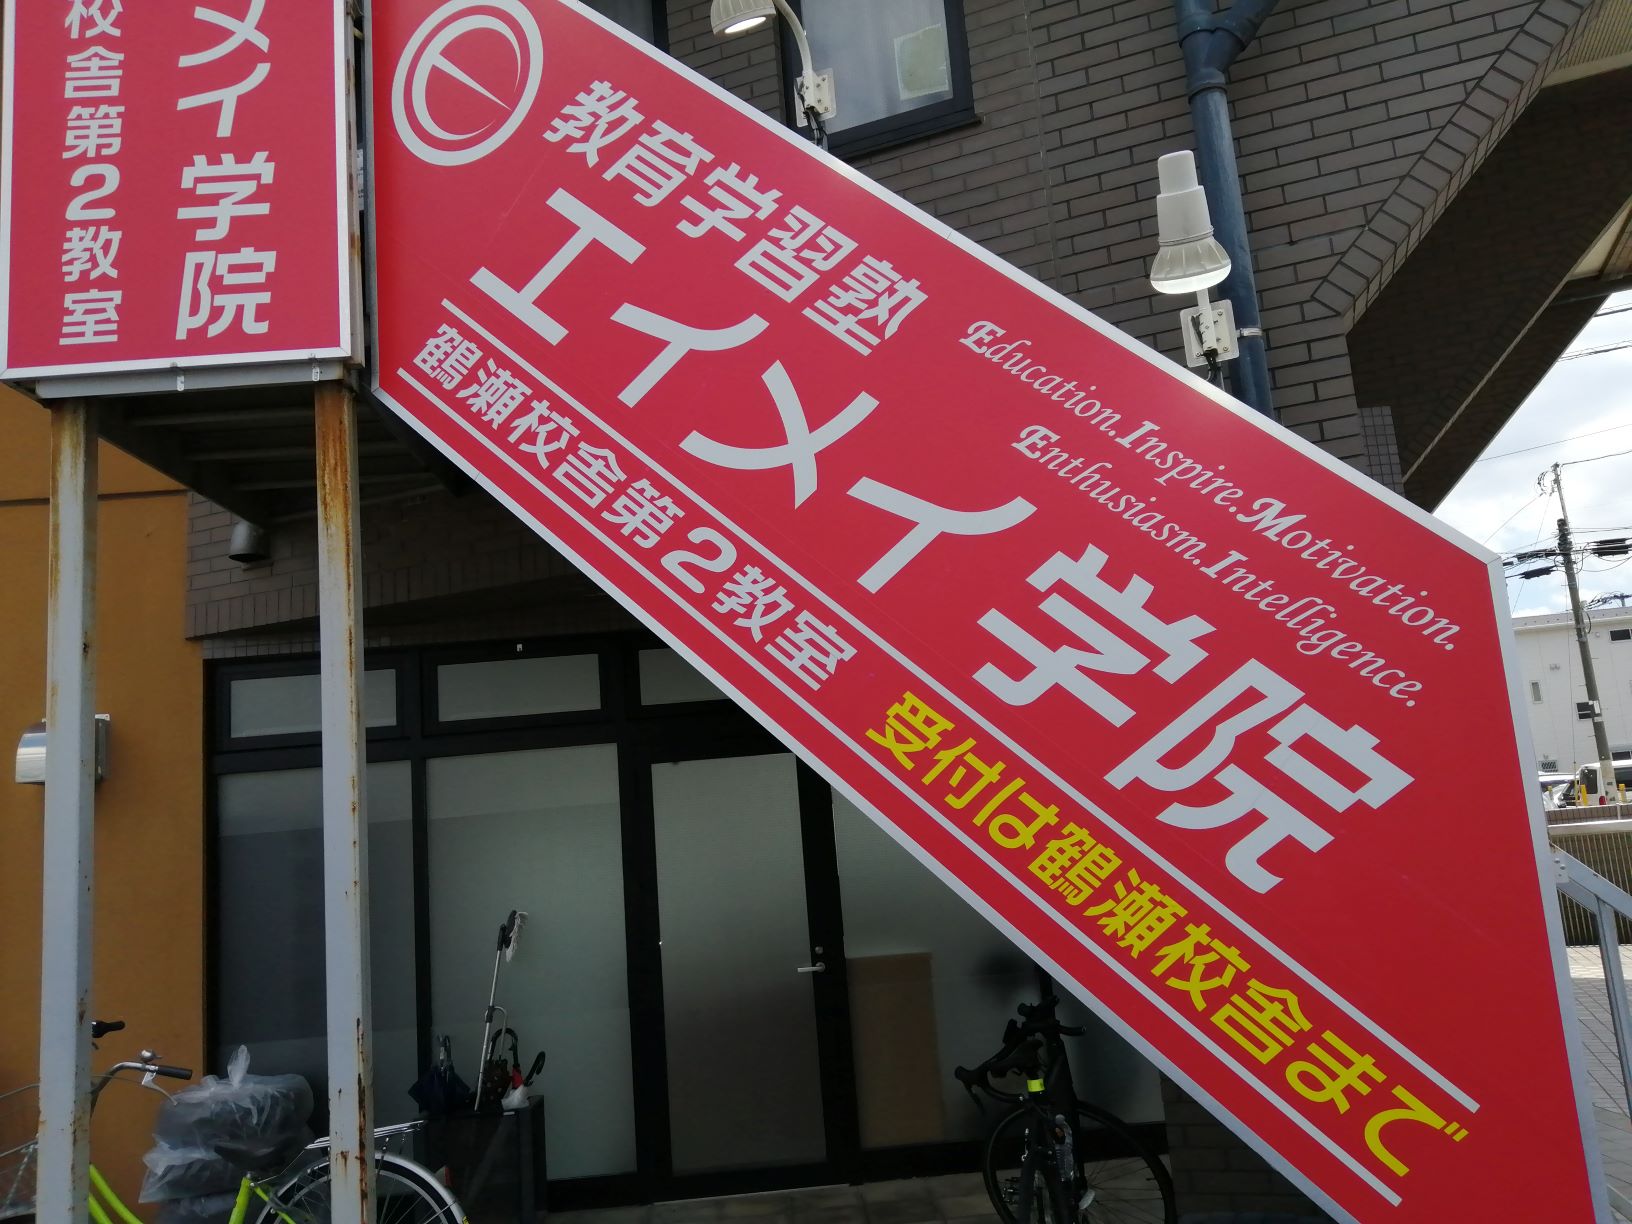 メイ学院
校舎第2教室
教育学習塾
エイメイ学院
Education.Inspire.Motivation.
Enthusiasm.Intelligence.
鶴瀬校舎第2教室 受付は鶴瀬校舎まで